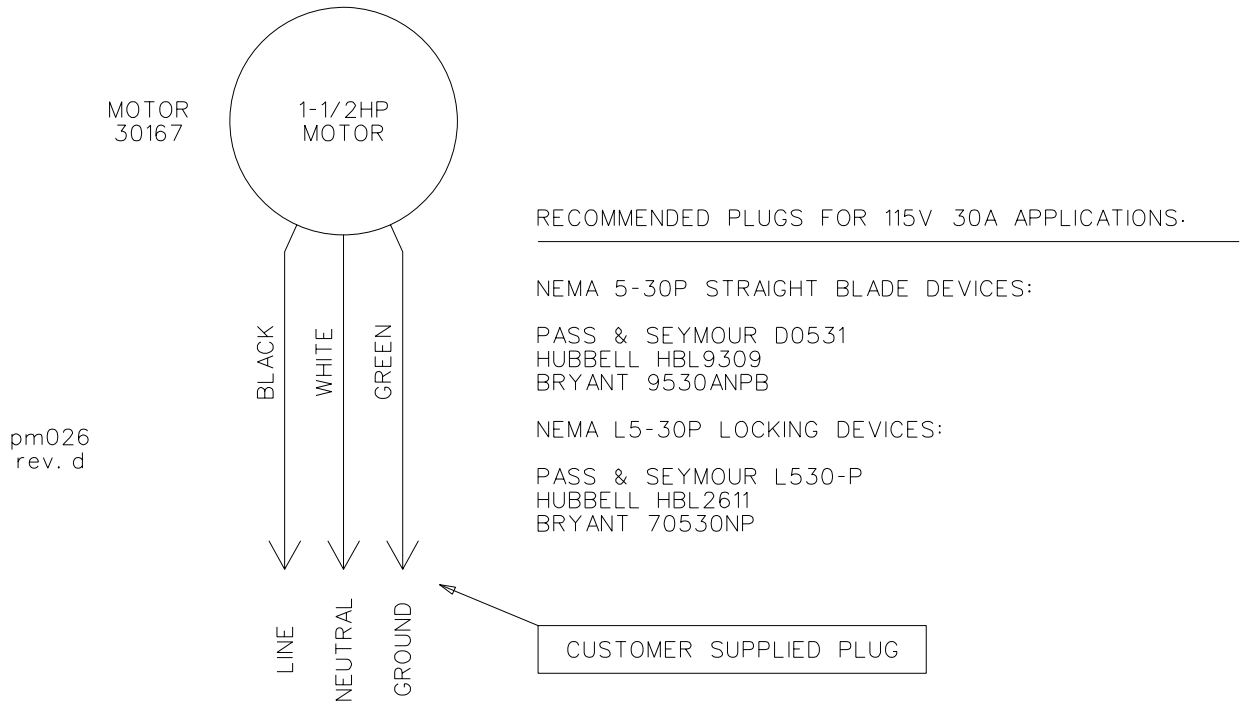 MOTOR
30167
1-1/2HP
MOTOR
RECOMMENDED PLUGS FOR 115V 30A APPLICATIONS:
NEMA 5-30P STRAIGHT BLADE DEVICES:
PASS & SEYMOUR D0531
HUBBELL HBL9309
BRYANT 9530ANPB
NEMA L5-30P LOCKING DEVICES:
PASS & SEYMOUR L530-P
HUBBELL HBL2611
BRYANT 70530NP
BLACK
WHITE
GREEN
pm026
rev. d
LINE
NEUTRAL
GROUND
CUSTOMER SUPPLIED PLUG